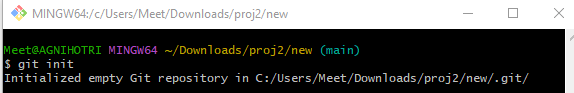 MINGW64:/c/Users/Meet/Downloads/proj2/new
Meet@AGNIHOTRI MINGW64 ~/Downloads/proj2/new (main)
$ git init
Initialized empty Git repository in C:/Users/Meet/Downloads/proj2/new/.git/